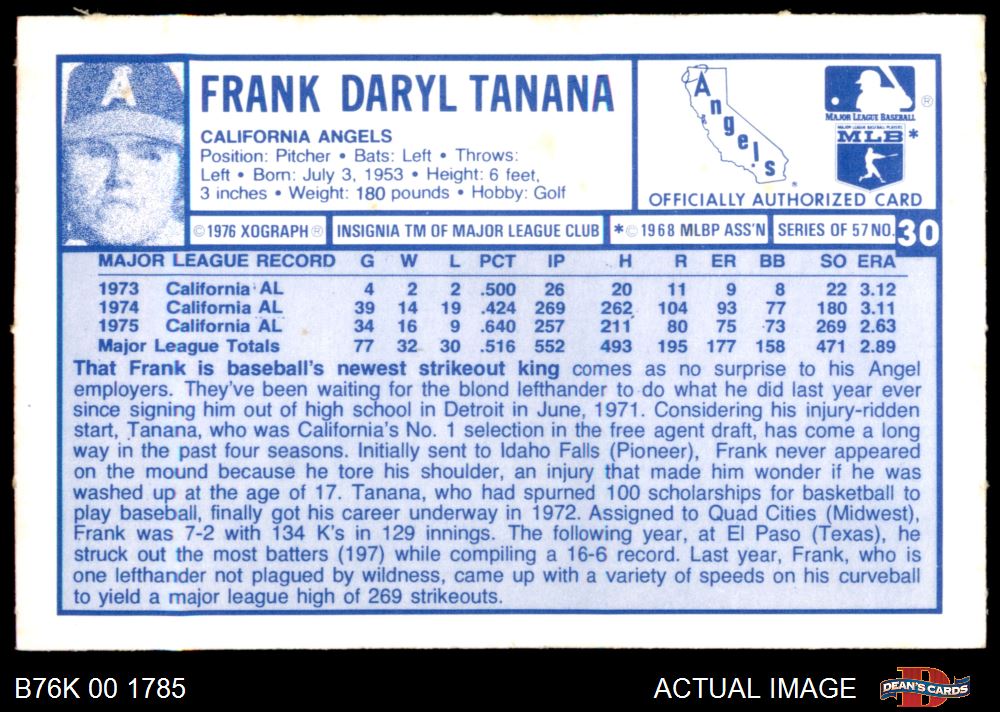 A
FRANK DARYL TANANA
CALIFORNIA ANGELS
Position: Pitcher • Bats: Left • Throws:
Left • Born: July 3, 1953 • Height: 6 feet,
3 inches • Weight: 180 pounds • Hobby: Golf
Angels
®
MAJOR LEAGUE BASEBALL
MAJOR LEAGUE BASEBALL PLAYERS
MLB*
OFFICIALLY AUTHORIZED CARD
©1976 XOGRAPH® INSIGNIA TM OF MAJOR LEAGUE CLUB *©1968 MLBP ASS'N SERIES OF 57 NO. 30
MAJOR LEAGUE RECORD G W L PCT IP H R ER BB SO ERA
1973 California AL 4 2 2 .500 26 20 11 9 8 22 3.12
1974 California AL 39 14 19 .424 269 262 104 93 77 180 3.11
1975 California AL 34 16 9 .640 257 211 80 75 73 269 2.63
Major League Totals 77 32 30 .516 552 493 195 177 158 471 2.89
That Frank is baseball's newest strikeout king comes as no surprise to his Angel
employers. They've been waiting for the blond lefthander to do what he did last year ever
since signing him out of high school in Detroit in June, 1971. Considering his injury-ridden
start, Tanana, who was California's No. 1 selection in the free agent draft, has come a long
way in the past four seasons. Initially sent to Idaho Falls (Pioneer), Frank never appeared
on the mound because he tore his shoulder, an injury that made him wonder if he was
washed up at the age of 17. Tanana, who had spurned 100 scholarships for basketball to
play baseball, finally got his career underway in 1972. Assigned to Quad Cities (Midwest),
Frank was 7-2 with 134 K's in 129 innings. The following year, at El Paso (Texas), he
struck out the most batters (197) while compiling a 16-6 record. Last year, Frank, who is
one lefthander not plagued by wildness, came up with a variety of speeds on his curveball
to yield a major league high of 269 strikeouts.
B76K 00 1785
ACTUAL IMAGE
D
DEAN'S CARDS